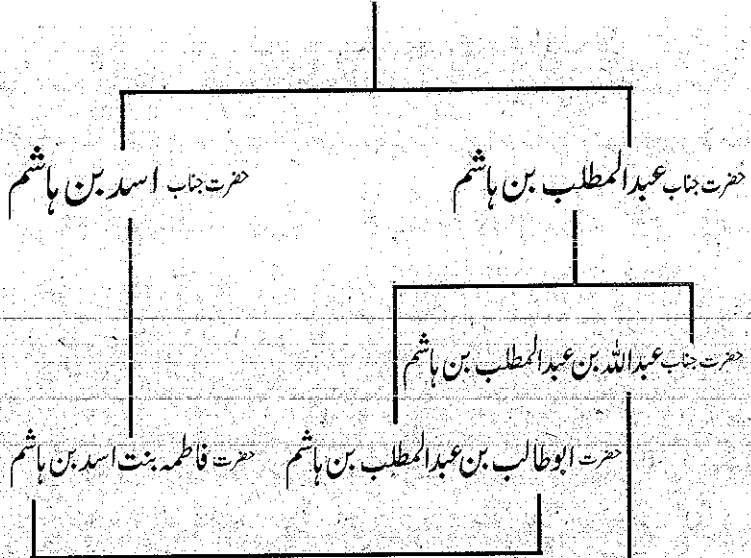 حضرت جناب عبدالمطلب بن ہاشم
حضرت جناب اسد بن ہاشم
حضرت جناب عبداللہ بن عبدالمطلب بن ہاشم
حضرت ابوطالب بن عبدالمطلب بن ہاشم
حضرت فاطمہ بنت اسد بن ہاشم